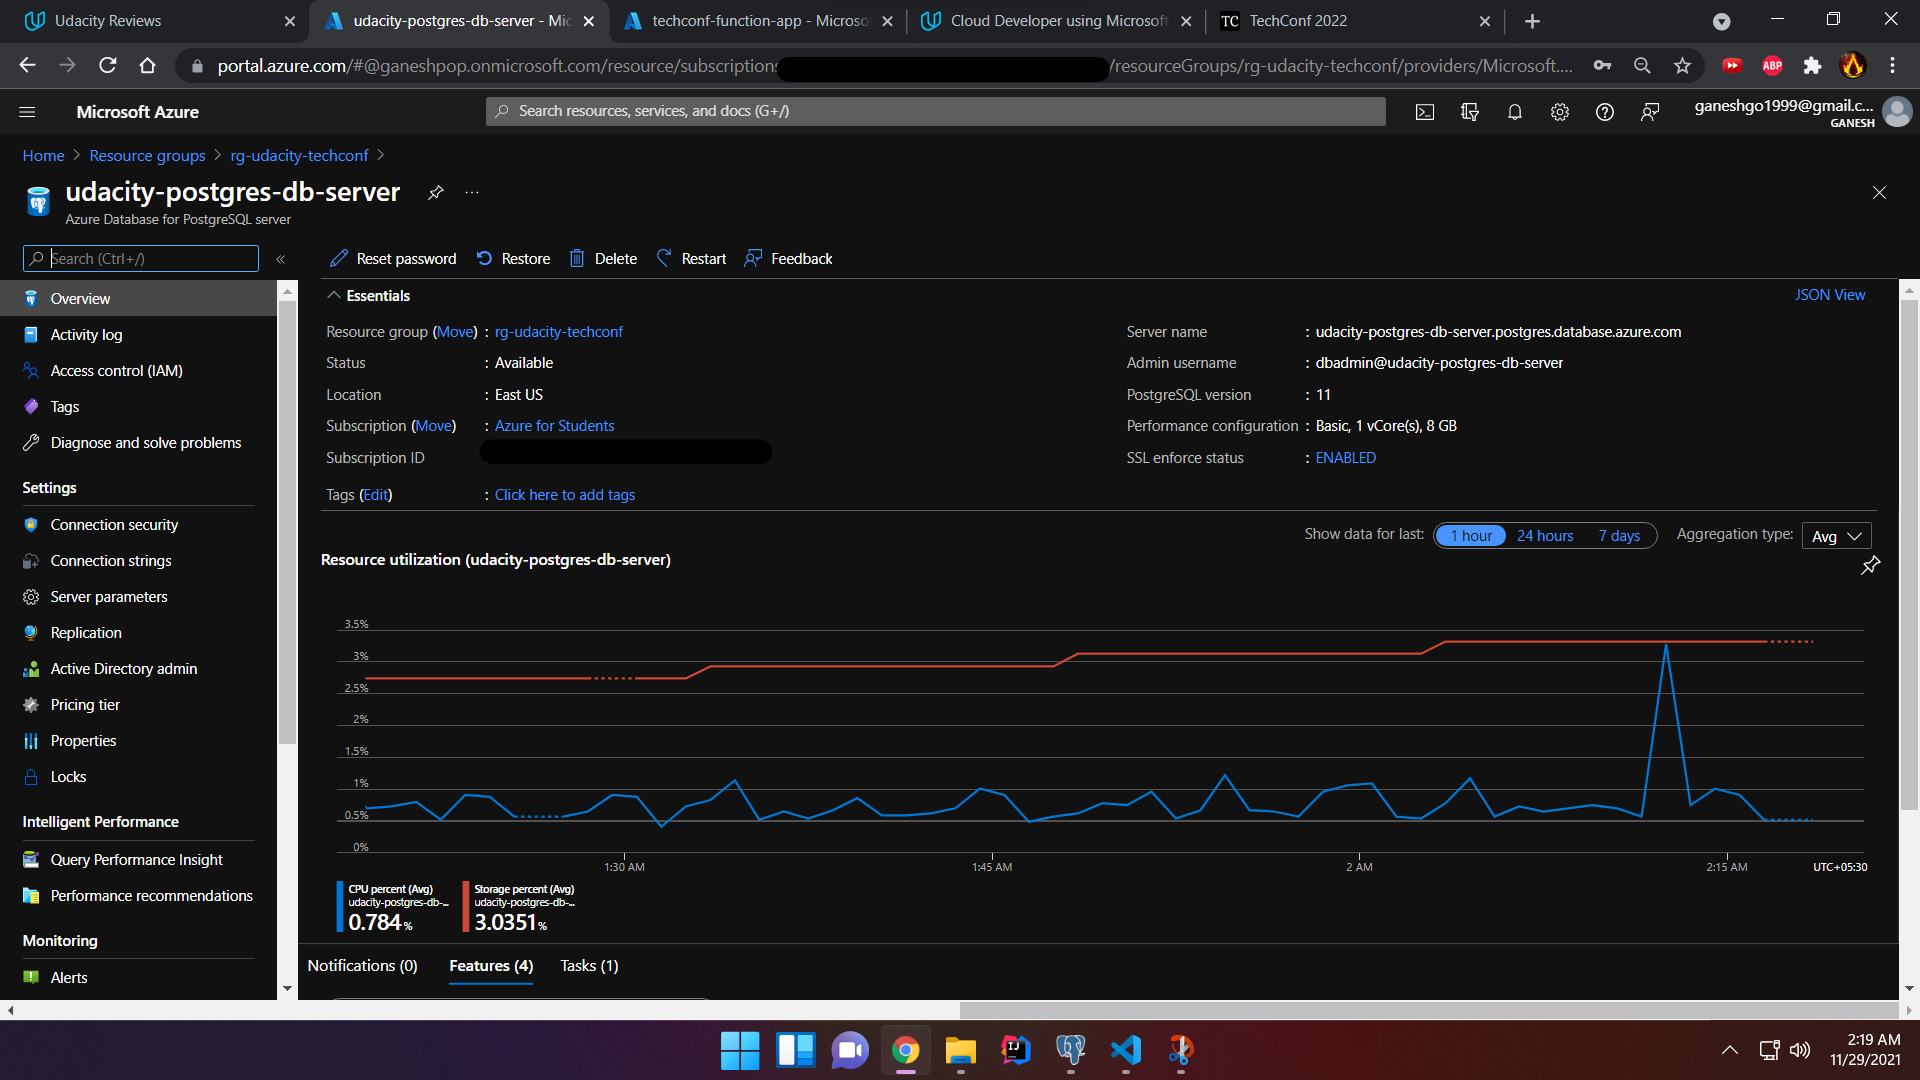 Udacity Reviews
udacity-postgres-db-server - Mic
techconf-function-app - Microso
Cloud Developer using Microsoft
TC TechConf 2022
portal.azure.com/#@ganeshpop.onmicrosoft.com/resource/subscriptions
/resourceGroups/rg-udacity-techconf/providers/Microsoft....
ABP
Microsoft Azure
Search resources, services, and docs (G+/)
ganeshgo1999@gmail.c...
GANESH
Home > Resource groups > rg-udacity-techconf >
udacity-postgres-db-server
...
Azure Database for PostgreSQL server
Search (Ctrl+/)
«
Reset password
Restore
Delete
Restart
Feedback
Overview
Activity log
Access control (IAM)
Tags
Diagnose and solve problems
Settings
Connection security
Connection strings
Server parameters
Replication
Active Directory admin
Pricing tier
Properties
Locks
Intelligent Performance
Query Performance Insight
Performance recommendations
Monitoring
Alerts
Essentials
JSON View
Resource group (Move) : rg-udacity-techconf
Status : Available
Location : East US
Subscription (Move) : Azure for Students
Subscription ID
Tags (Edit) : Click here to add tags
Server name : udacity-postgres-db-server.postgres.database.azure.com
Admin username : dbadmin@udacity-postgres-db-server
PostgreSQL version : 11
Performance configuration : Basic, 1 vCore(s), 8 GB
SSL enforce status : ENABLED
Show data for last: 1 hour 24 hours 7 days Aggregation type: Avg
Resource utilization (udacity-postgres-db-server)
3.5%
3%
2.5%
2%
1.5%
1%
0.5%
0%
1:30 AM 1:45 AM 2 AM 2:15 AM UTC+05:30
CPU percent (Avg)
udacity-postgres-db-...
0.784 %
Storage percent (Avg)
udacity-postgres-db-...
3.0351 %
Notifications (0) Features (4) Tasks (1)
IJ
2:19 AM
11/29/2021